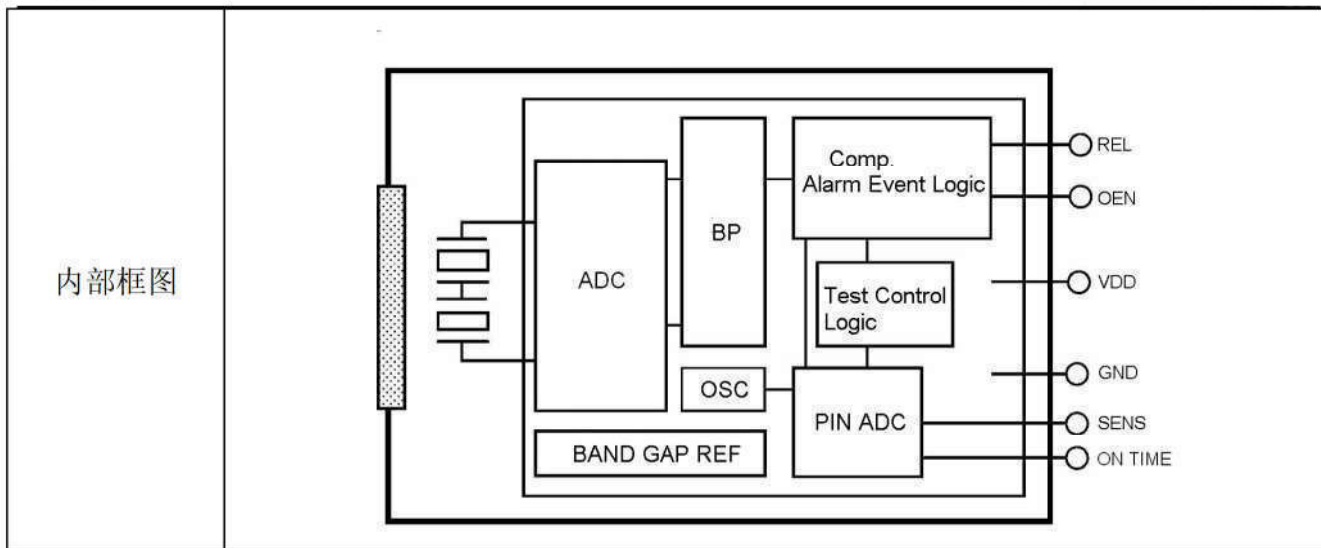 内部框图
Comp.
Alarm Event Logic
BP
ADC
Test Control
Logic
OSC
PIN ADC
BAND GAP REF
REL
OEN
VDD
GND
SENS
ON TIME